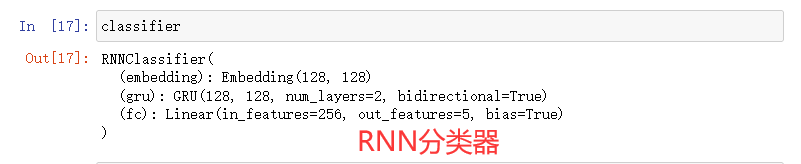 In [17]: classifier
Out[17]: RNNClassifier(
(embedding): Embedding(128, 128)
(gru): GRU(128, 128, num_layers=2, bidirectional=True)
(fc): Linear(in_features=256, out_features=5, bias=True)
)
RNN分类器